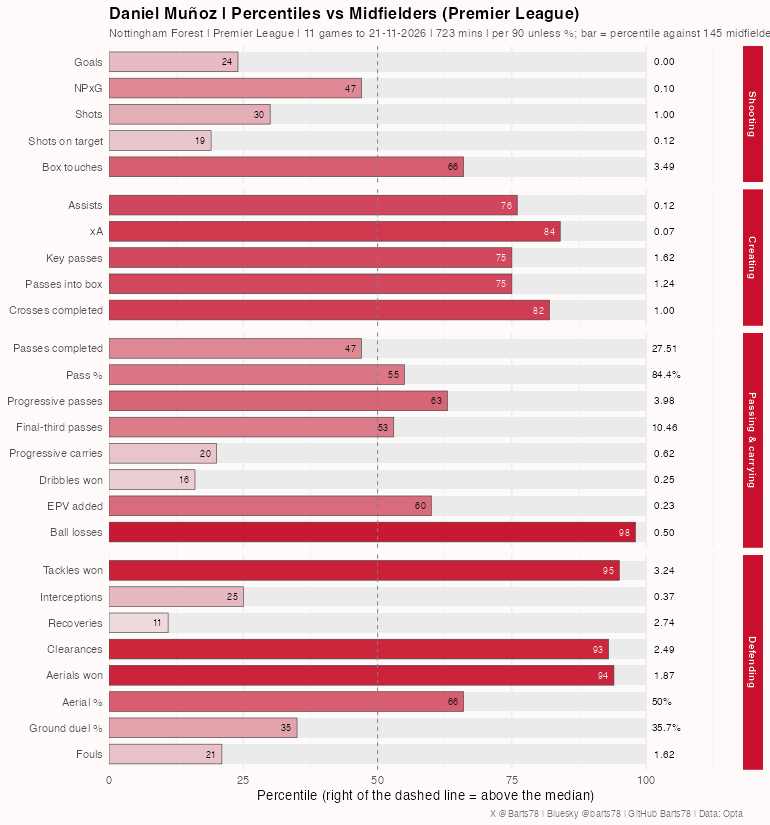 Daniel Muñoz | Percentiles vs Midfielders (Premier League)
Nottingham Forest | Premier League | 11 games to 21-11-2026 | 723 mins | per 90 unless %; bar = percentile against 145 midfielde
Goals 24 0.00
NPxG 47 0.10
Shots 30 1.00
Shots on target 19 0.12
Box touches 66 3.49
Shooting
Assists 76 0.12
xA 84 0.07
Key passes 75 1.62
Passes into box 75 1.24
Crosses completed 82 1.00
Creating
Passes completed 47 27.51
Pass % 55 84.4%
Progressive passes 63 3.98
Final-third passes 53 10.46
Progressive carries 20 0.62
Dribbles won 16 0.25
EPV added 60 0.23
Ball losses 98 0.50
Passing & carrying
Tackles won 95 3.24
Interceptions 25 0.37
Recoveries 11 2.74
Clearances 93 2.49
Aerials won 94 1.87
Aerial % 66 50%
Ground duel % 35 35.7%
Fouls 21 1.62
Defending
0 25 50 75 100
Percentile (right of the dashed line = above the median)
X @Barts78 | Bluesky @barts78 | GitHub Barts78 | Data: Opta